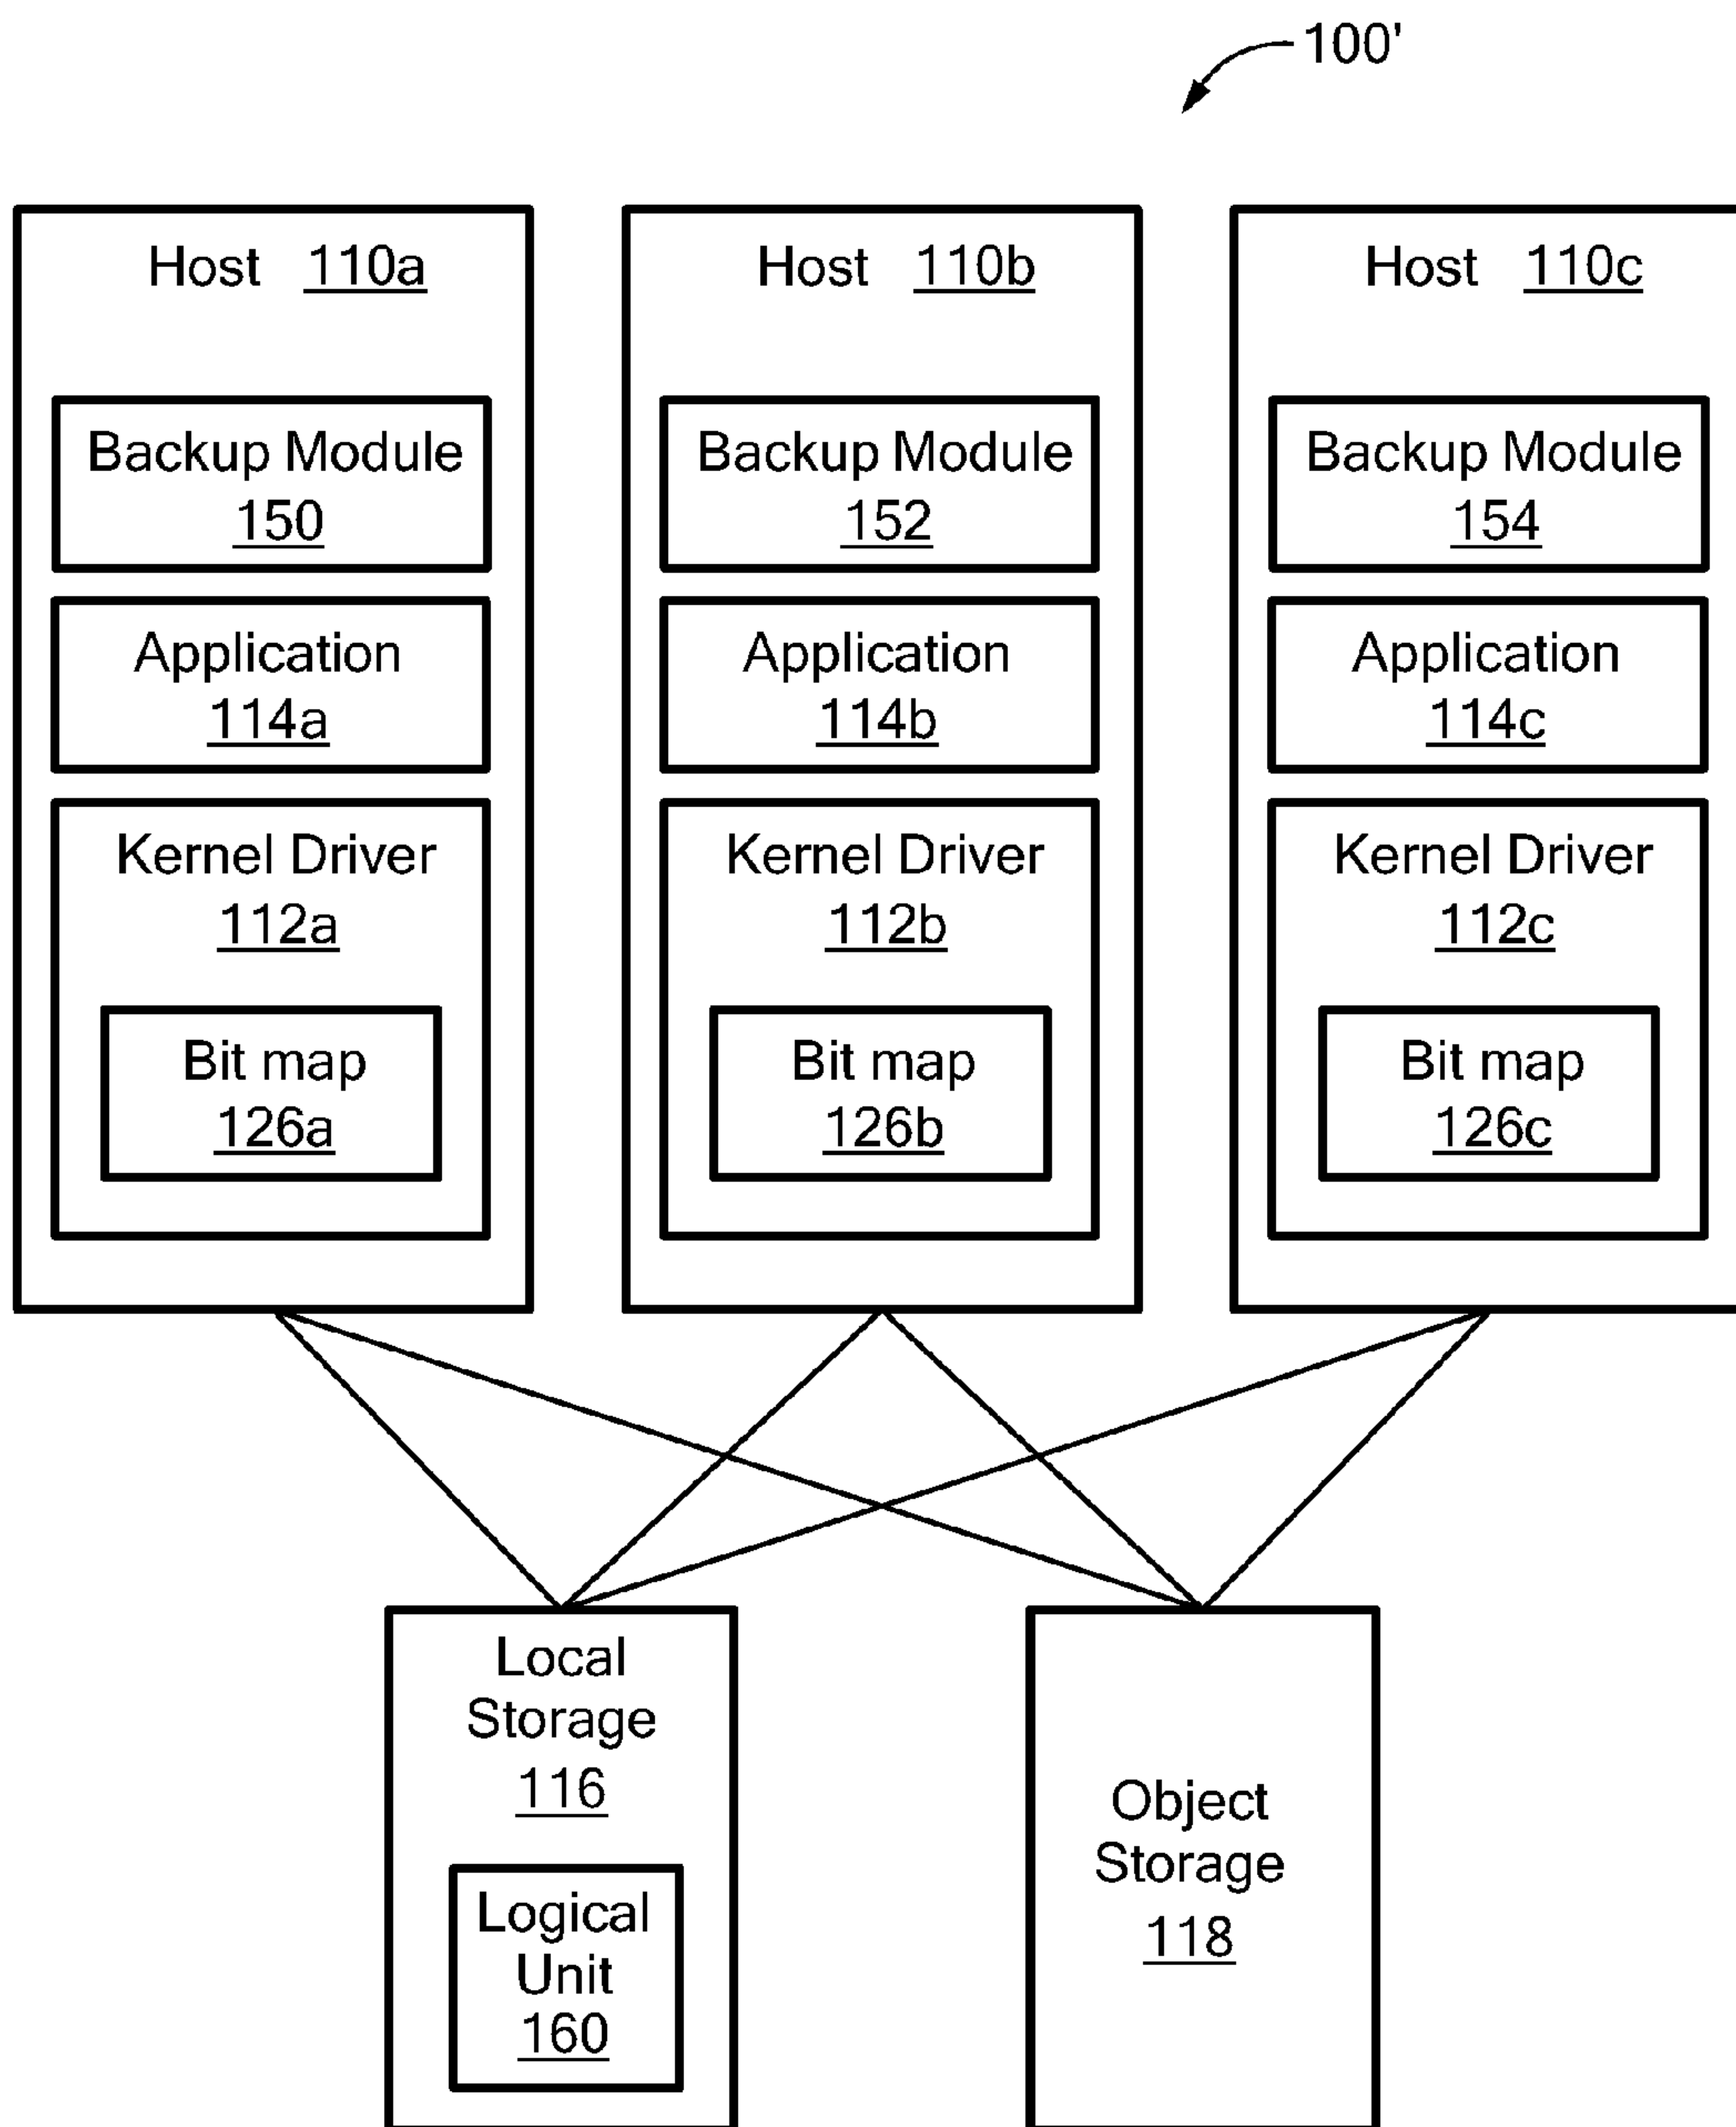 100'
Host 110a
Backup Module
150
Application
114a
Kernel Driver
112a
Bit map
126a
Host 110b
Backup Module
152
Application
114b
Kernel Driver
112b
Bit map
126b
Host 110c
Backup Module
154
Application
114c
Kernel Driver
112c
Bit map
126c
Local
Storage
116
Logical
Unit
160
Object
Storage
118